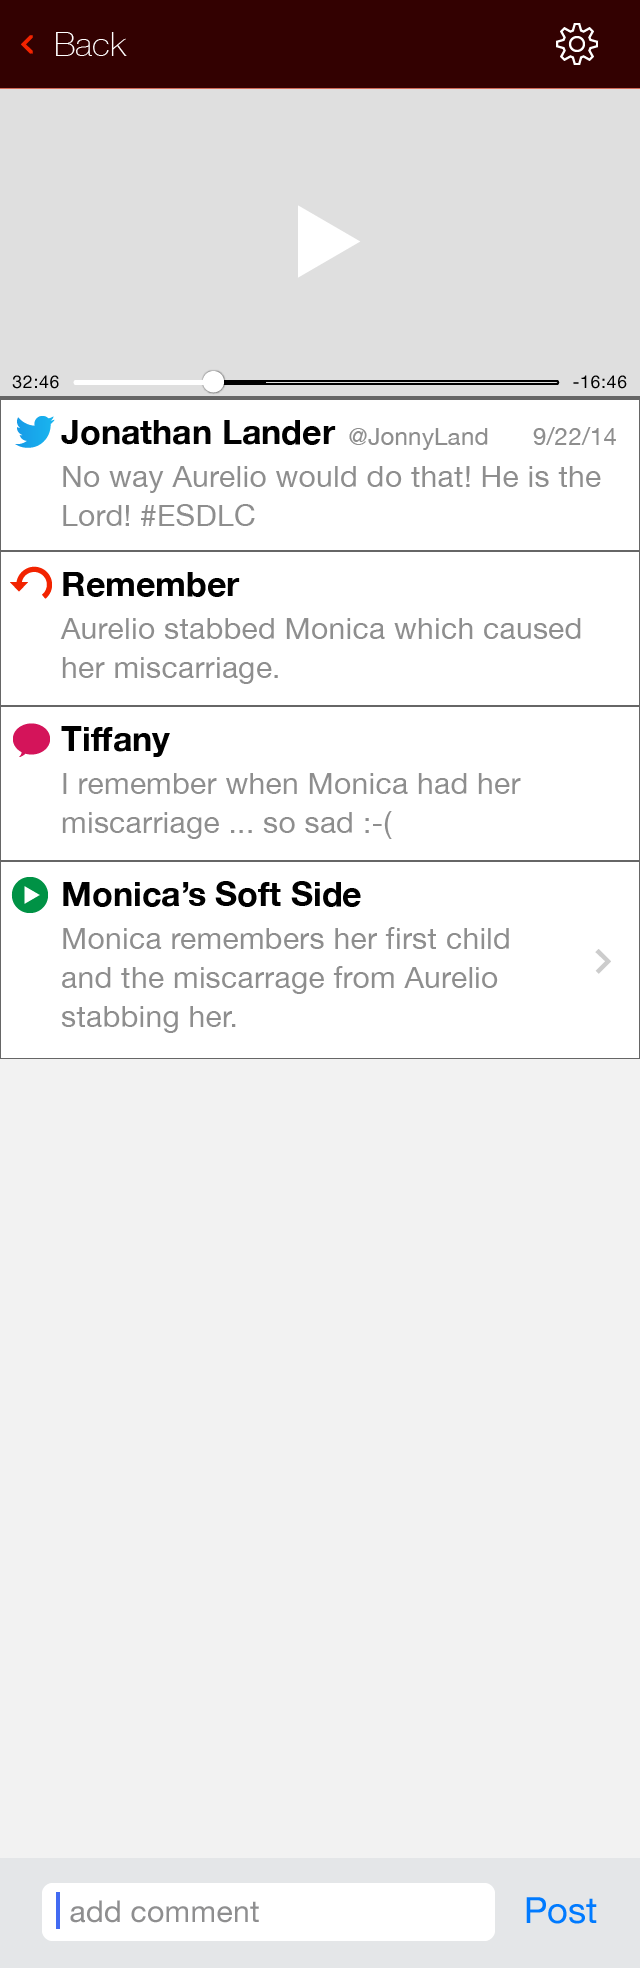 Back
32:46 -16:46
Jonathan Lander @JonnyLand 9/22/14
No way Aurelio would do that! He is the
Lord! #ESDLC
Remember
Aurelio stabbed Monica which caused
her miscarriage.
Tiffany
I remember when Monica had her
miscarriage ... so sad :-(
Monica’s Soft Side
Monica remembers her first child
and the miscarrage from Aurelio
stabbing her.
add comment Post